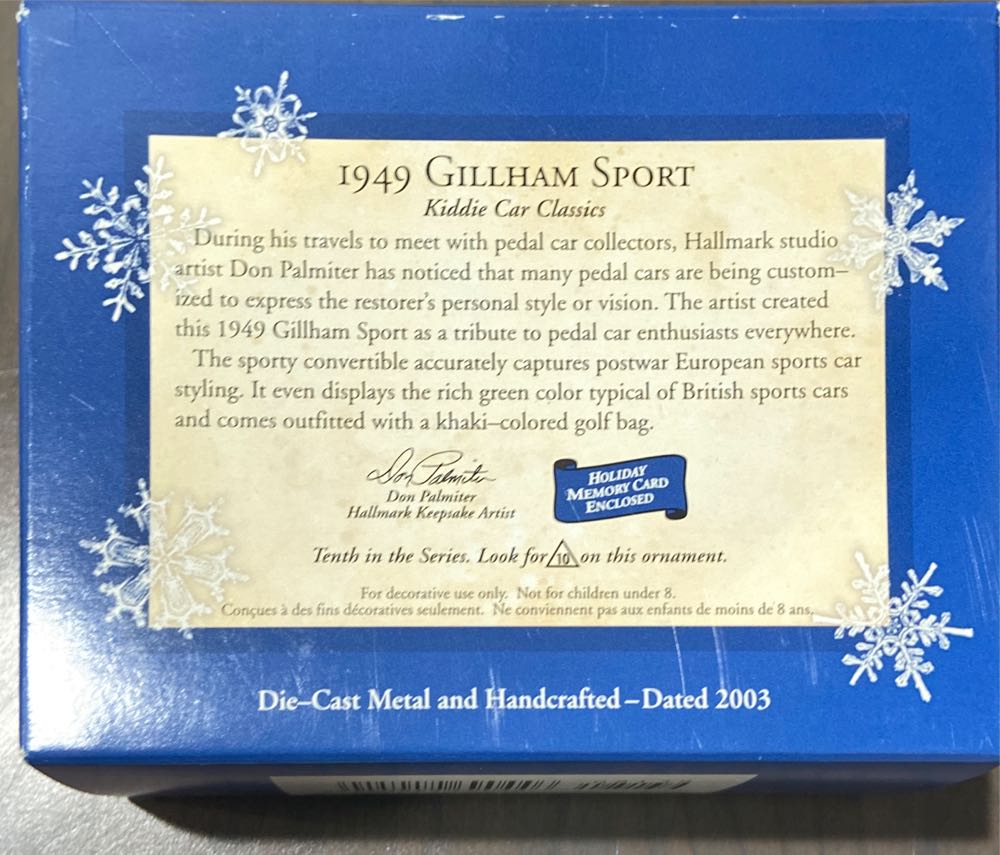 1949 GILLHAM SPORT
Kiddie Car Classics
During his travels to meet with pedal car collectors, Hallmark studio
artist Don Palmiter has noticed that many pedal cars are being custom–
ized to express the restorer's personal style or vision. The artist created
this 1949 Gillham Sport as a tribute to pedal car enthusiasts everywhere.
The sporty convertible accurately captures postwar European sports car
styling. It even displays the rich green color typical of British sports cars
and comes outfitted with a khaki–colored golf bag.
Don Palmiter
Don Palmiter
Hallmark Keepsake Artist
HOLIDAY
MEMORY CARD
ENCLOSED
Tenth in the Series. Look for 10 on this ornament.
For decorative use only. Not for children under 8.
Conçues à des fins décoratives seulement. Ne conviennent pas aux enfants de moins de 8 ans.
Die–Cast Metal and Handcrafted – Dated 2003